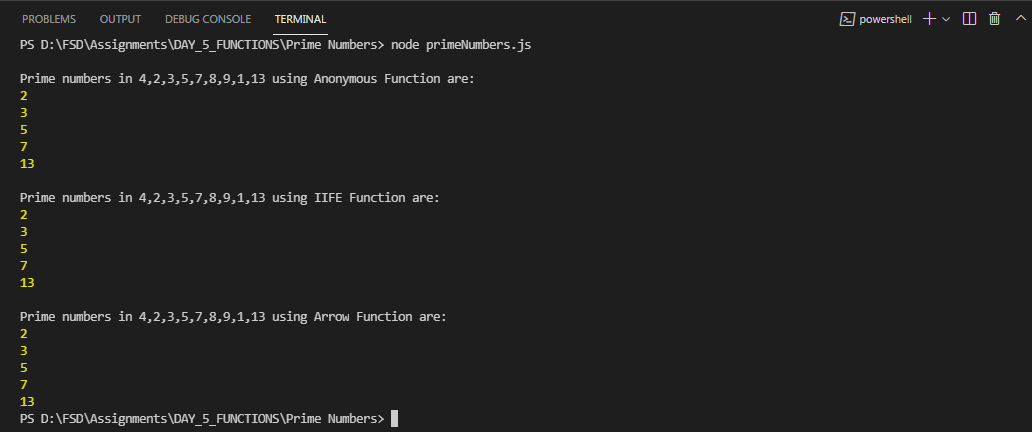 PROBLEMS OUTPUT DEBUG CONSOLE TERMINAL powershell
PS D:\FSD\Assignments\DAY_5_FUNCTIONS\Prime Numbers> node primeNumbers.js
Prime numbers in 4,2,3,5,7,8,9,1,13 using Anonymous Function are:
2
3
5
7
13
Prime numbers in 4,2,3,5,7,8,9,1,13 using IIFE Function are:
2
3
5
7
13
Prime numbers in 4,2,3,5,7,8,9,1,13 using Arrow Function are:
2
3
5
7
13
PS D:\FSD\Assignments\DAY_5_FUNCTIONS\Prime Numbers>